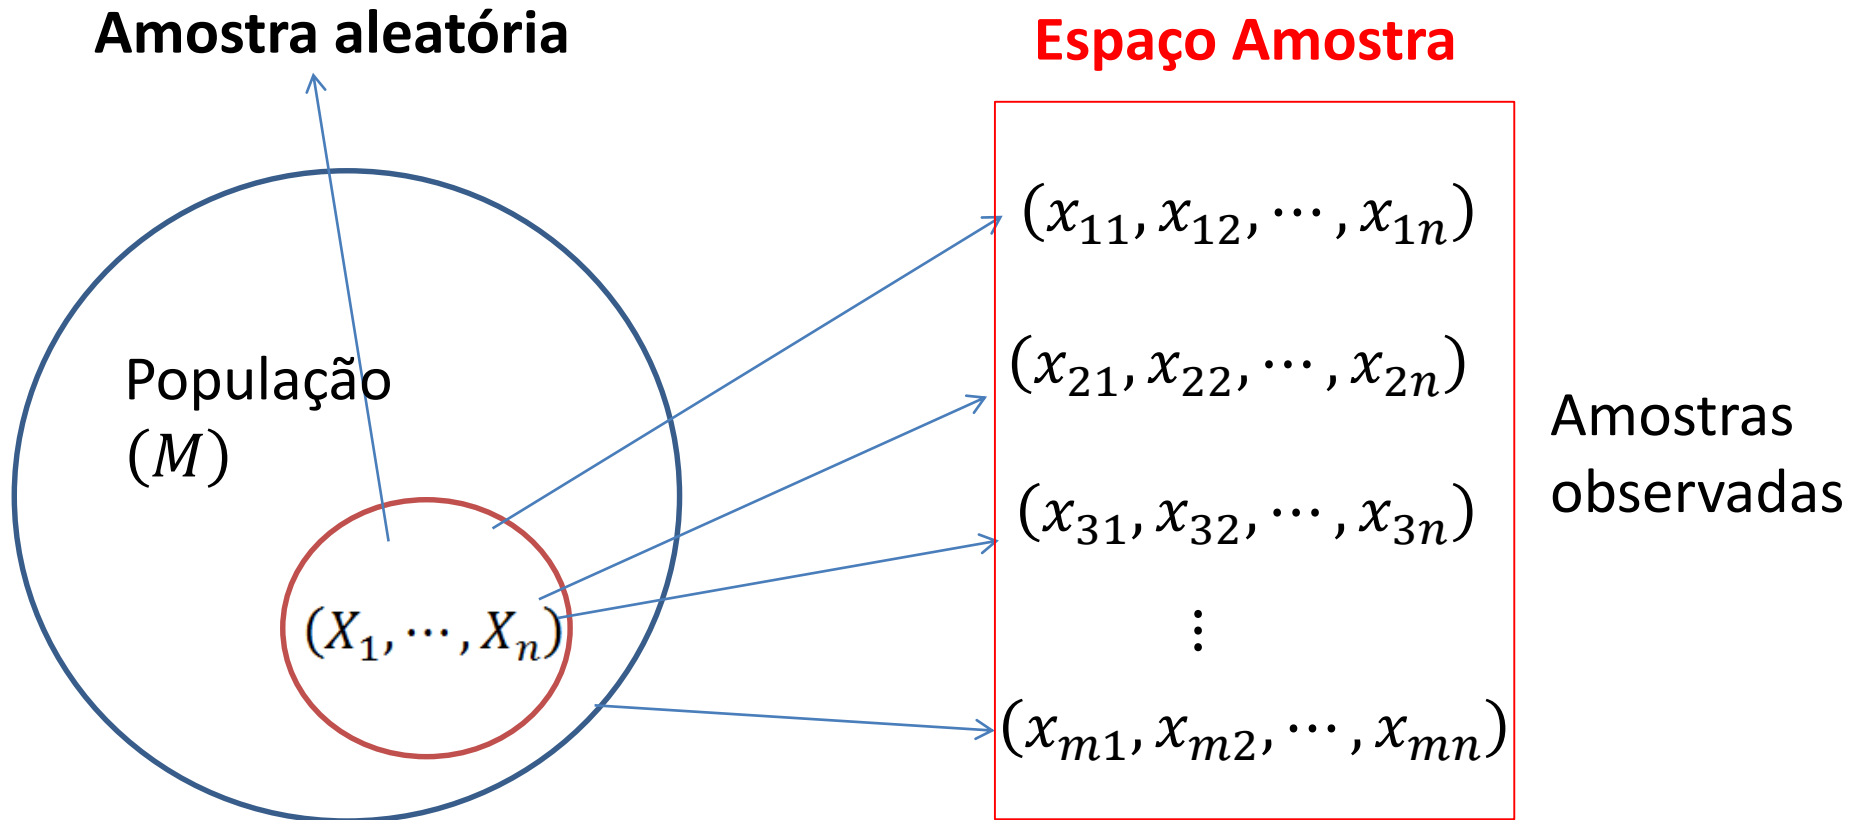 Amostra aleatória
Espaço Amostra
População
(M)
(X₁, ⋯ , Xₙ)
(x₁₁, x₁₂, ⋯ , x₁ₙ)
(x₂₁, x₂₂, ⋯ , x₂ₙ)
(x₃₁, x₃₂, ⋯ , x₃ₙ)
⋮
(xₘ₁, xₘ₂, ⋯ , xₘₙ)
Amostras
observadas